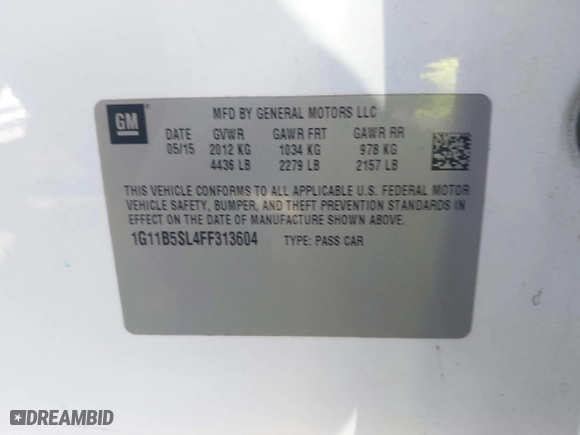 GM
MFD BY GENERAL MOTORS LLC
DATE GVWR GAWR FRT GAWR RR
05/15 2012 KG 1034 KG 978 KG
4436 LB 2279 LB 2157 LB
THIS VEHICLE CONFORMS TO ALL APPLICABLE U.S. FEDERAL MOTOR
VEHICLE SAFETY, BUMPER, AND THEFT PREVENTION STANDARDS IN
EFFECT ON THE DATE OF MANUFACTURE SHOWN ABOVE.
1G11B5SL4FF313604 TYPE: PASS CAR
DREAMBID